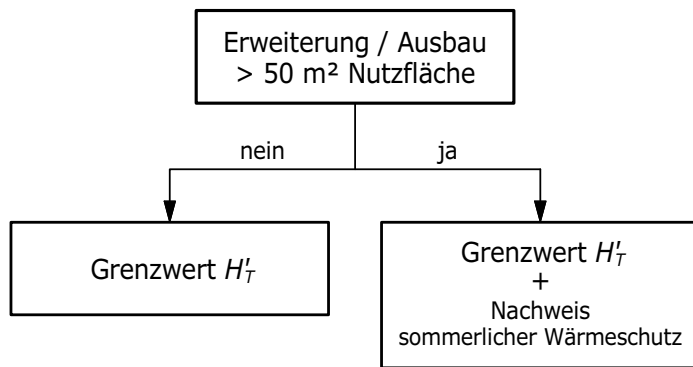 Erweiterung / Ausbau
> 50 m² Nutzfläche
nein
ja
Grenzwert H'T
Grenzwert H'T
+
Nachweis
sommerlicher Wärmeschutz